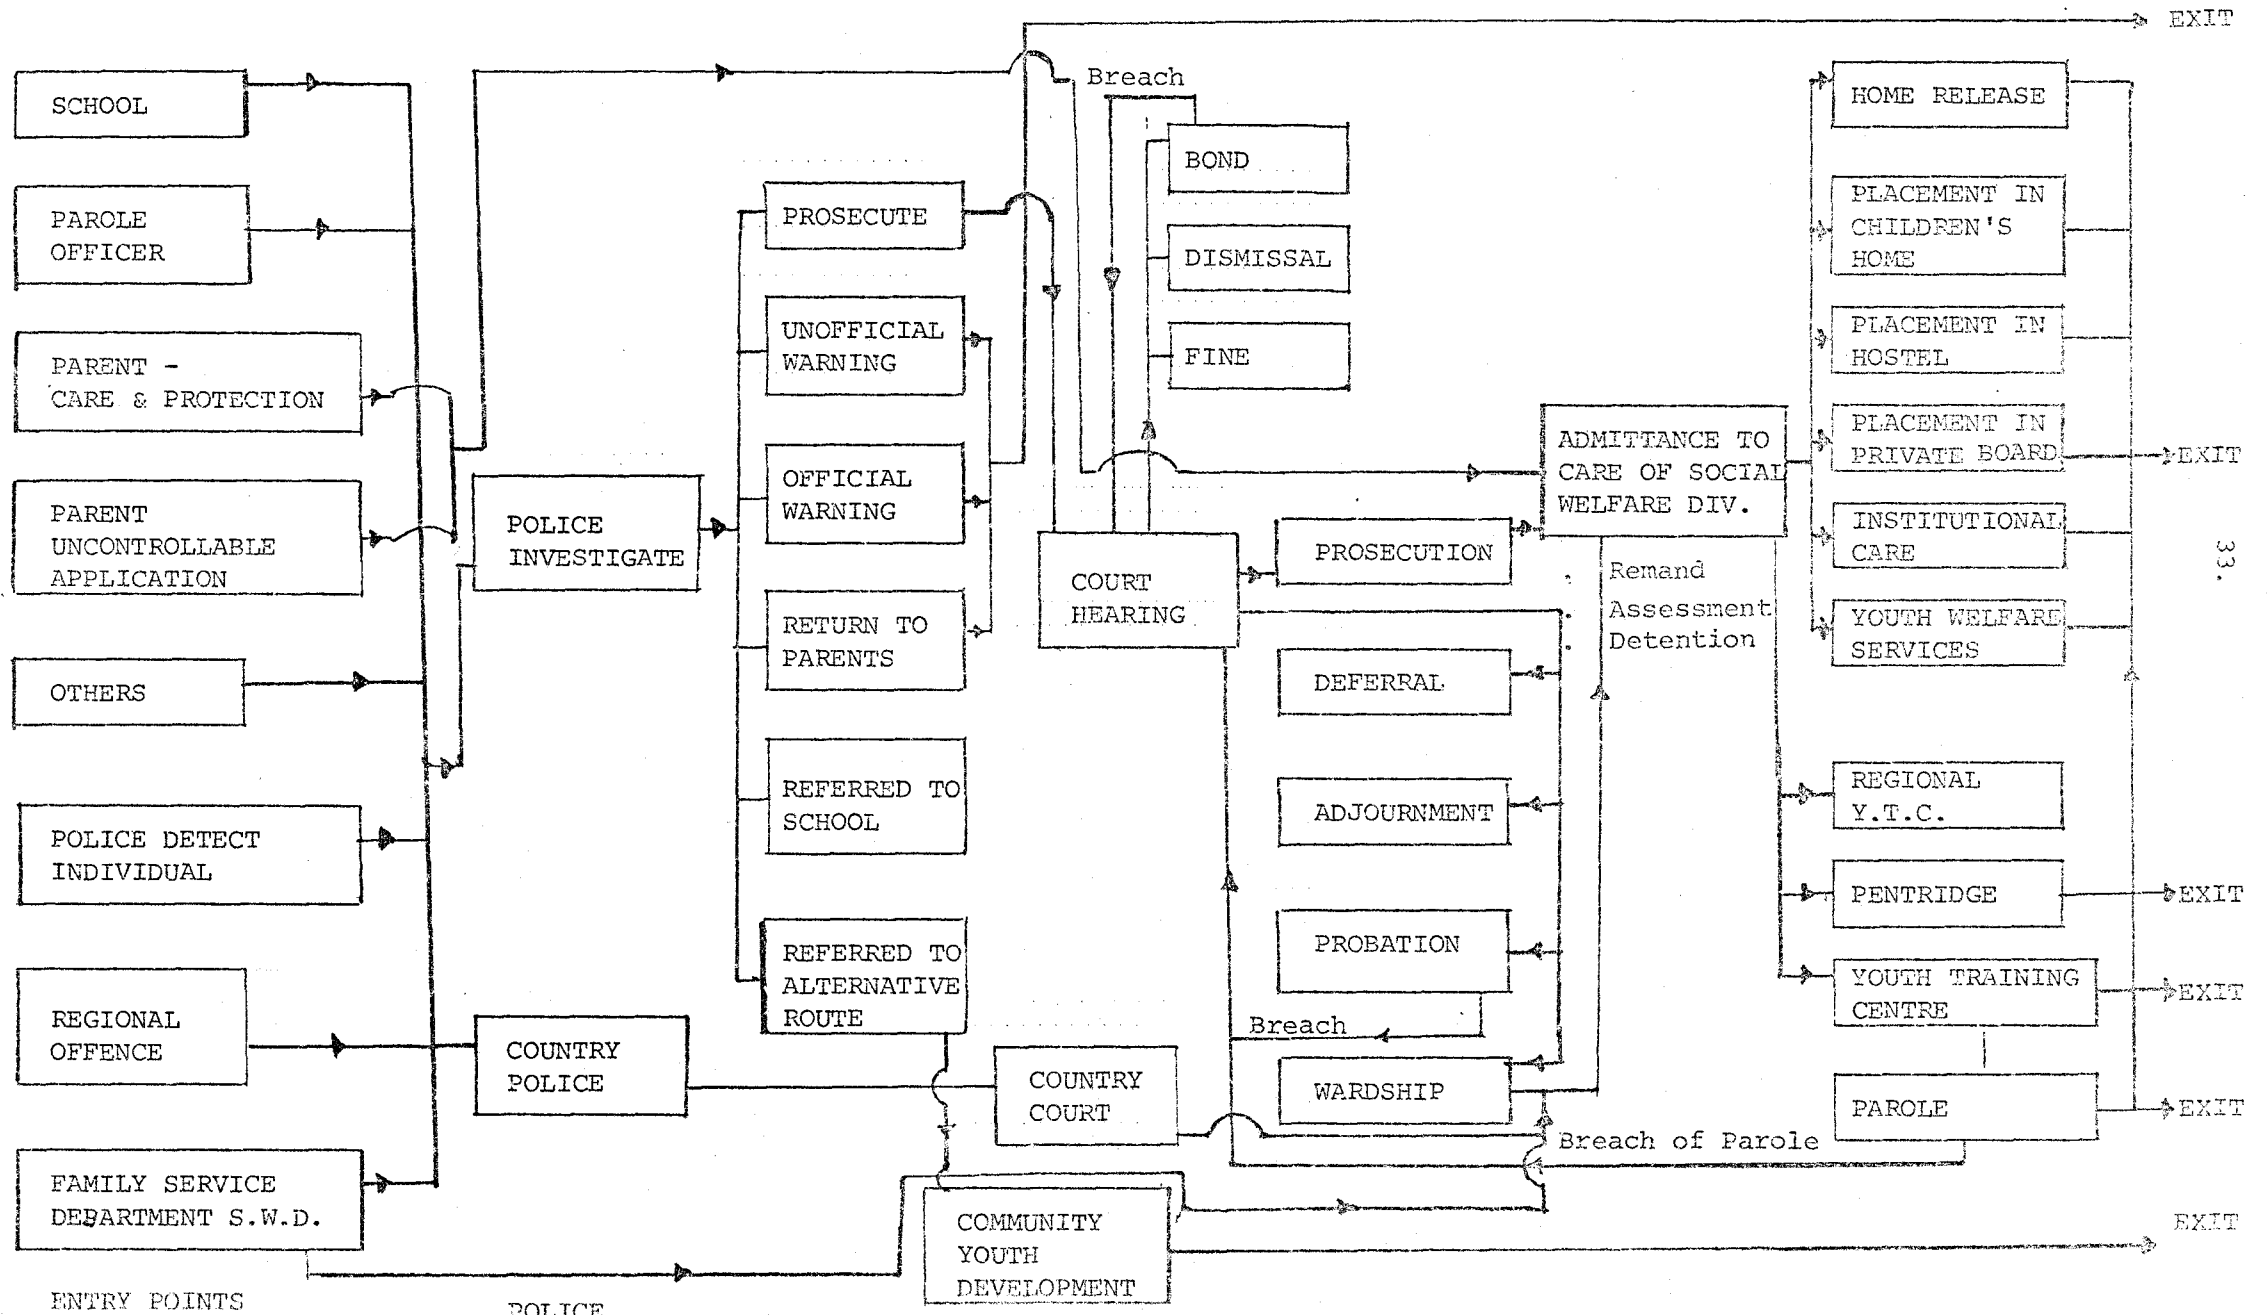 EXIT
SCHOOL
PAROLE
OFFICER
PARENT -
CARE & PROTECTION
PARENT
UNCONTROLLABLE
APPLICATION
OTHERS
POLICE DETECT
INDIVIDUAL
REGIONAL
OFFENCE
FAMILY SERVICE
DEPARTMENT S.W.D.
ENTRY POINTS
POLICE
INVESTIGATE
COUNTRY
POLICE
POLICE
PROSECUTE
UNOFFICIAL
WARNING
OFFICIAL
WARNING
RETURN TO
PARENTS
REFERRED TO
SCHOOL
REFERRED TO
ALTERNATIVE
ROUTE
COMMUNITY
YOUTH
DEVELOPMENT
COUNTRY
COURT
COURT
HEARING
Breach
BOND
DISMISSAL
FINE
PROSECUTION
DEFERRAL
ADJOURNMENT
PROBATION
Breach
WARDSHIP
Breach of Parole
ADMITTANCE TO
CARE OF SOCIAL
WELFARE DIV.
Remand
Assessment
Detention
HOME RELEASE
PLACEMENT IN
CHILDREN'S
HOME
PLACEMENT IN
HOSTEL
PLACEMENT IN
PRIVATE BOARD
INSTITUTIONAL
CARE
YOUTH WELFARE
SERVICES
REGIONAL
Y.T.C.
PENTRIDGE
YOUTH TRAINING
CENTRE
PAROLE
EXIT
EXIT
EXIT
EXIT
EXIT
33.